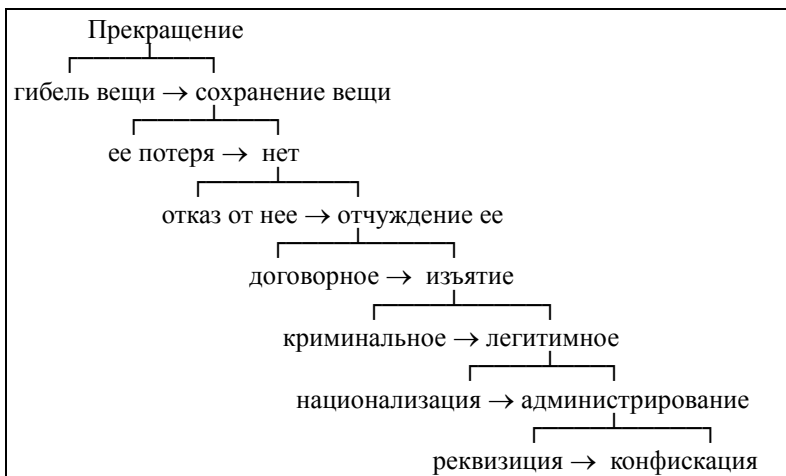 Прекращение
гибель вещи → сохранение вещи
ее потеря → нет
отказ от нее → отчуждение ее
договорное → изъятие
криминальное → легитимное
национализация → администрирование
реквизиция → конфискация